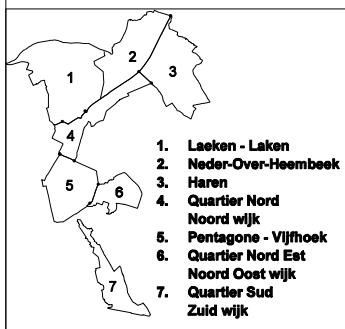 1
2
3
4
5
6
7
1. Laeken - Laken
2. Neder-Over-Heembeek
3. Haren
4. Quartier Nord
Noord wijk
5. Pentagone - Vijfhoek
6. Quartier Nord Est
Noord Oost wijk
7. Quartier Sud
Zuid wijk